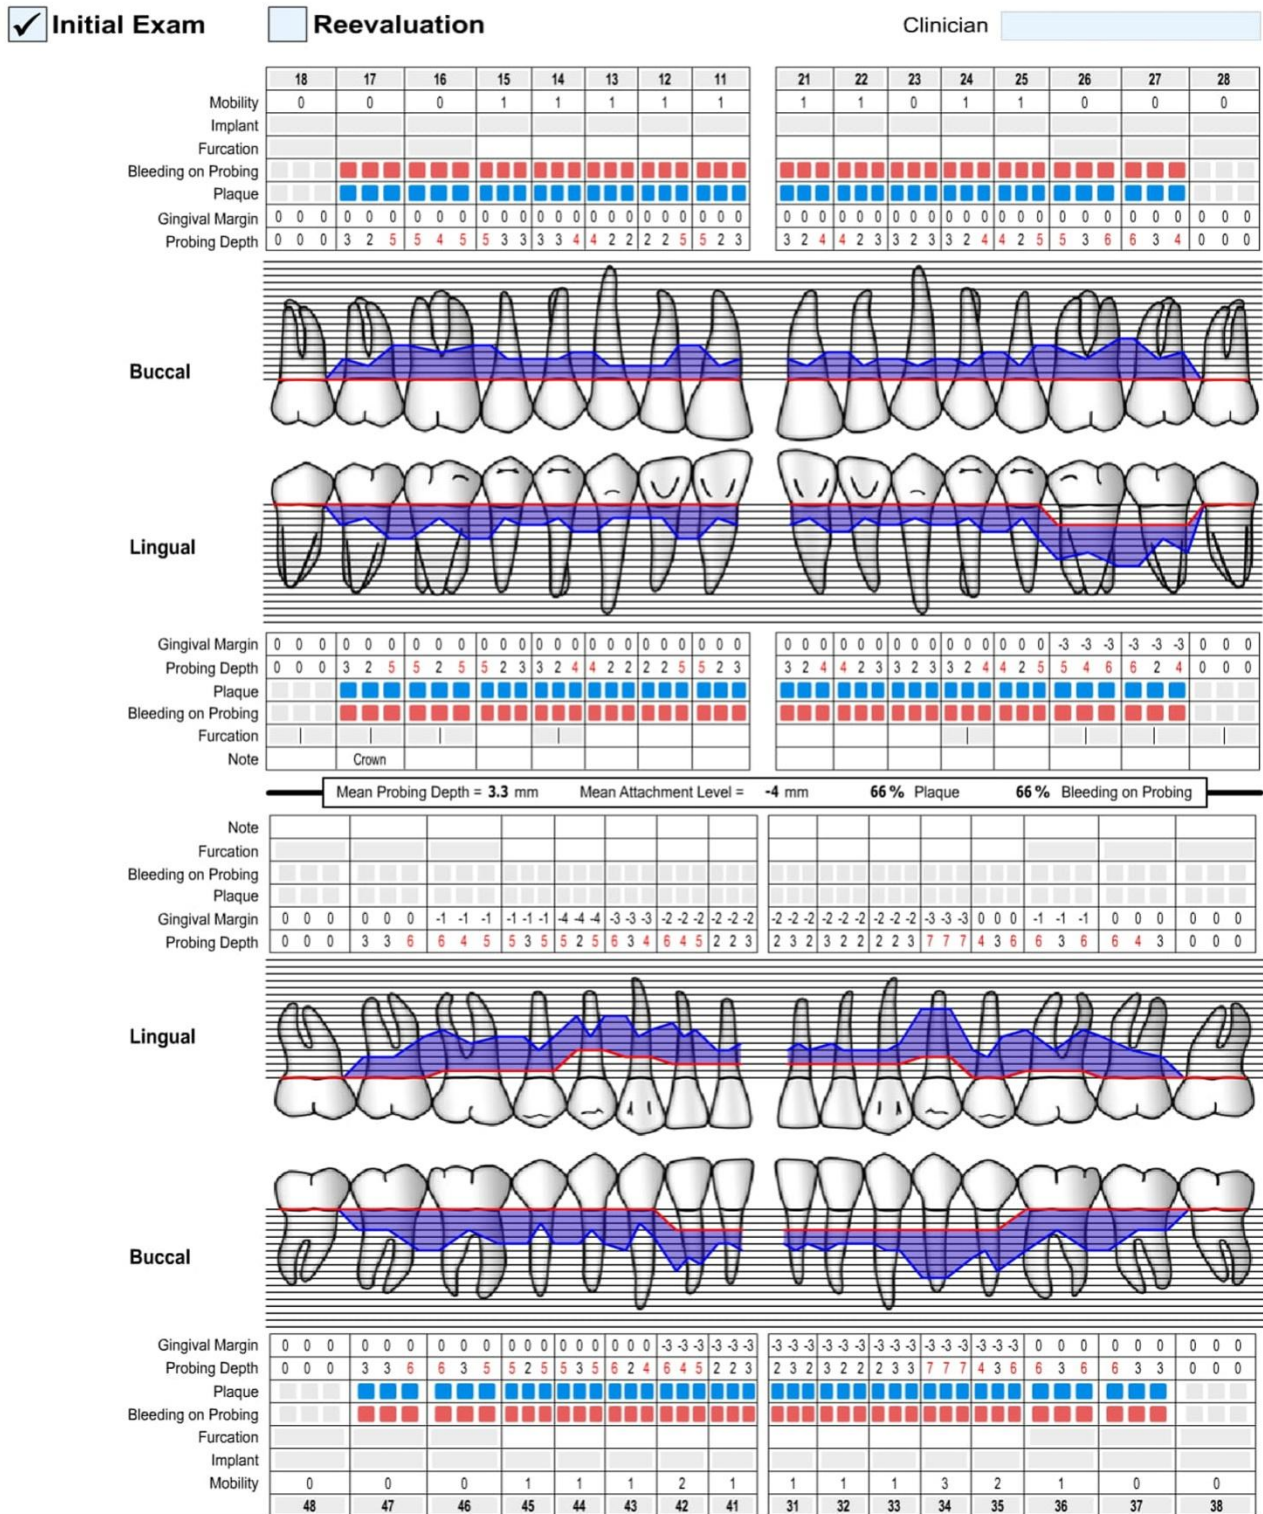 ✓ Initial Exam Reevaluation Clinician
18 17 16 15 14 13 12 11 21 22 23 24 25 26 27 28
Mobility 0 0 0 1 1 1 1 1 1 1 0 1 1 0 0 0
Implant
Furcation
Bleeding on Probing
Plaque
Gingival Margin 0 0 0 0 0 0 0 0 0 0 0 0 0 0 0 0 0 0 0 0 0 0 0 0 0 0 0 0 0 0 0 0 0 0 0 0 0 0 0 0 0 0 0 0 0 0 0 0
Probing Depth 0 0 0 3 2 5 5 4 5 5 3 3 3 3 4 4 2 2 2 2 5 5 2 3 3 2 4 4 2 3 3 2 3 3 2 4 4 2 5 5 3 6 6 3 4 0 0 0
Buccal
Lingual
Gingival Margin 0 0 0 0 0 0 0 0 0 0 0 0 0 0 0 0 0 0 0 0 0 0 0 0 0 0 0 0 0 0 0 0 0 0 0 0 0 0 0 -3 -3 -3 -3 -3 -3 0 0 0
Probing Depth 0 0 0 3 2 5 5 2 5 5 2 3 3 2 4 4 2 2 2 2 5 5 2 3 3 2 4 4 2 3 3 2 3 3 2 4 4 2 5 5 4 6 6 2 4 0 0 0
Plaque
Bleeding on Probing
Furcation
Note Crown
Mean Probing Depth = 3.3 mm Mean Attachment Level = -4 mm 66 % Plaque 66 % Bleeding on Probing
Note
Furcation
Bleeding on Probing
Plaque
Gingival Margin 0 0 0 0 0 0 -1 -1 -1 -1 -1 -1 -4 -4 -4 -3 -3 -3 -2 -2 -2 -2 -2 -2 -2 -2 -2 -2 -2 -2 -2 -2 -2 -3 -3 -3 0 0 0 -1 -1 -1 0 0 0 0 0 0
Probing Depth 0 0 0 3 3 6 6 4 5 5 3 5 5 2 5 6 3 4 6 4 5 2 2 3 2 3 2 3 2 2 2 2 3 7 7 7 4 3 6 6 3 6 6 4 3 0 0 0
Lingual
Buccal
Gingival Margin 0 0 0 0 0 0 0 0 0 0 0 0 0 0 0 0 0 0 -3 -3 -3 -3 -3 -3 -3 -3 -3 -3 -3 -3 -3 -3 -3 -3 -3 -3 -3 -3 -3 0 0 0 0 0 0 0 0 0
Probing Depth 0 0 0 3 3 6 6 3 5 5 2 5 5 3 5 6 2 4 6 4 5 2 2 3 2 3 2 3 2 2 2 3 3 7 7 7 4 3 6 6 3 6 6 3 3 0 0 0
Plaque
Bleeding on Probing
Furcation
Implant
Mobility 0 0 0 1 1 1 2 1 1 1 1 3 2 1 0 0
48 47 46 45 44 43 42 41 31 32 33 34 35 36 37 38